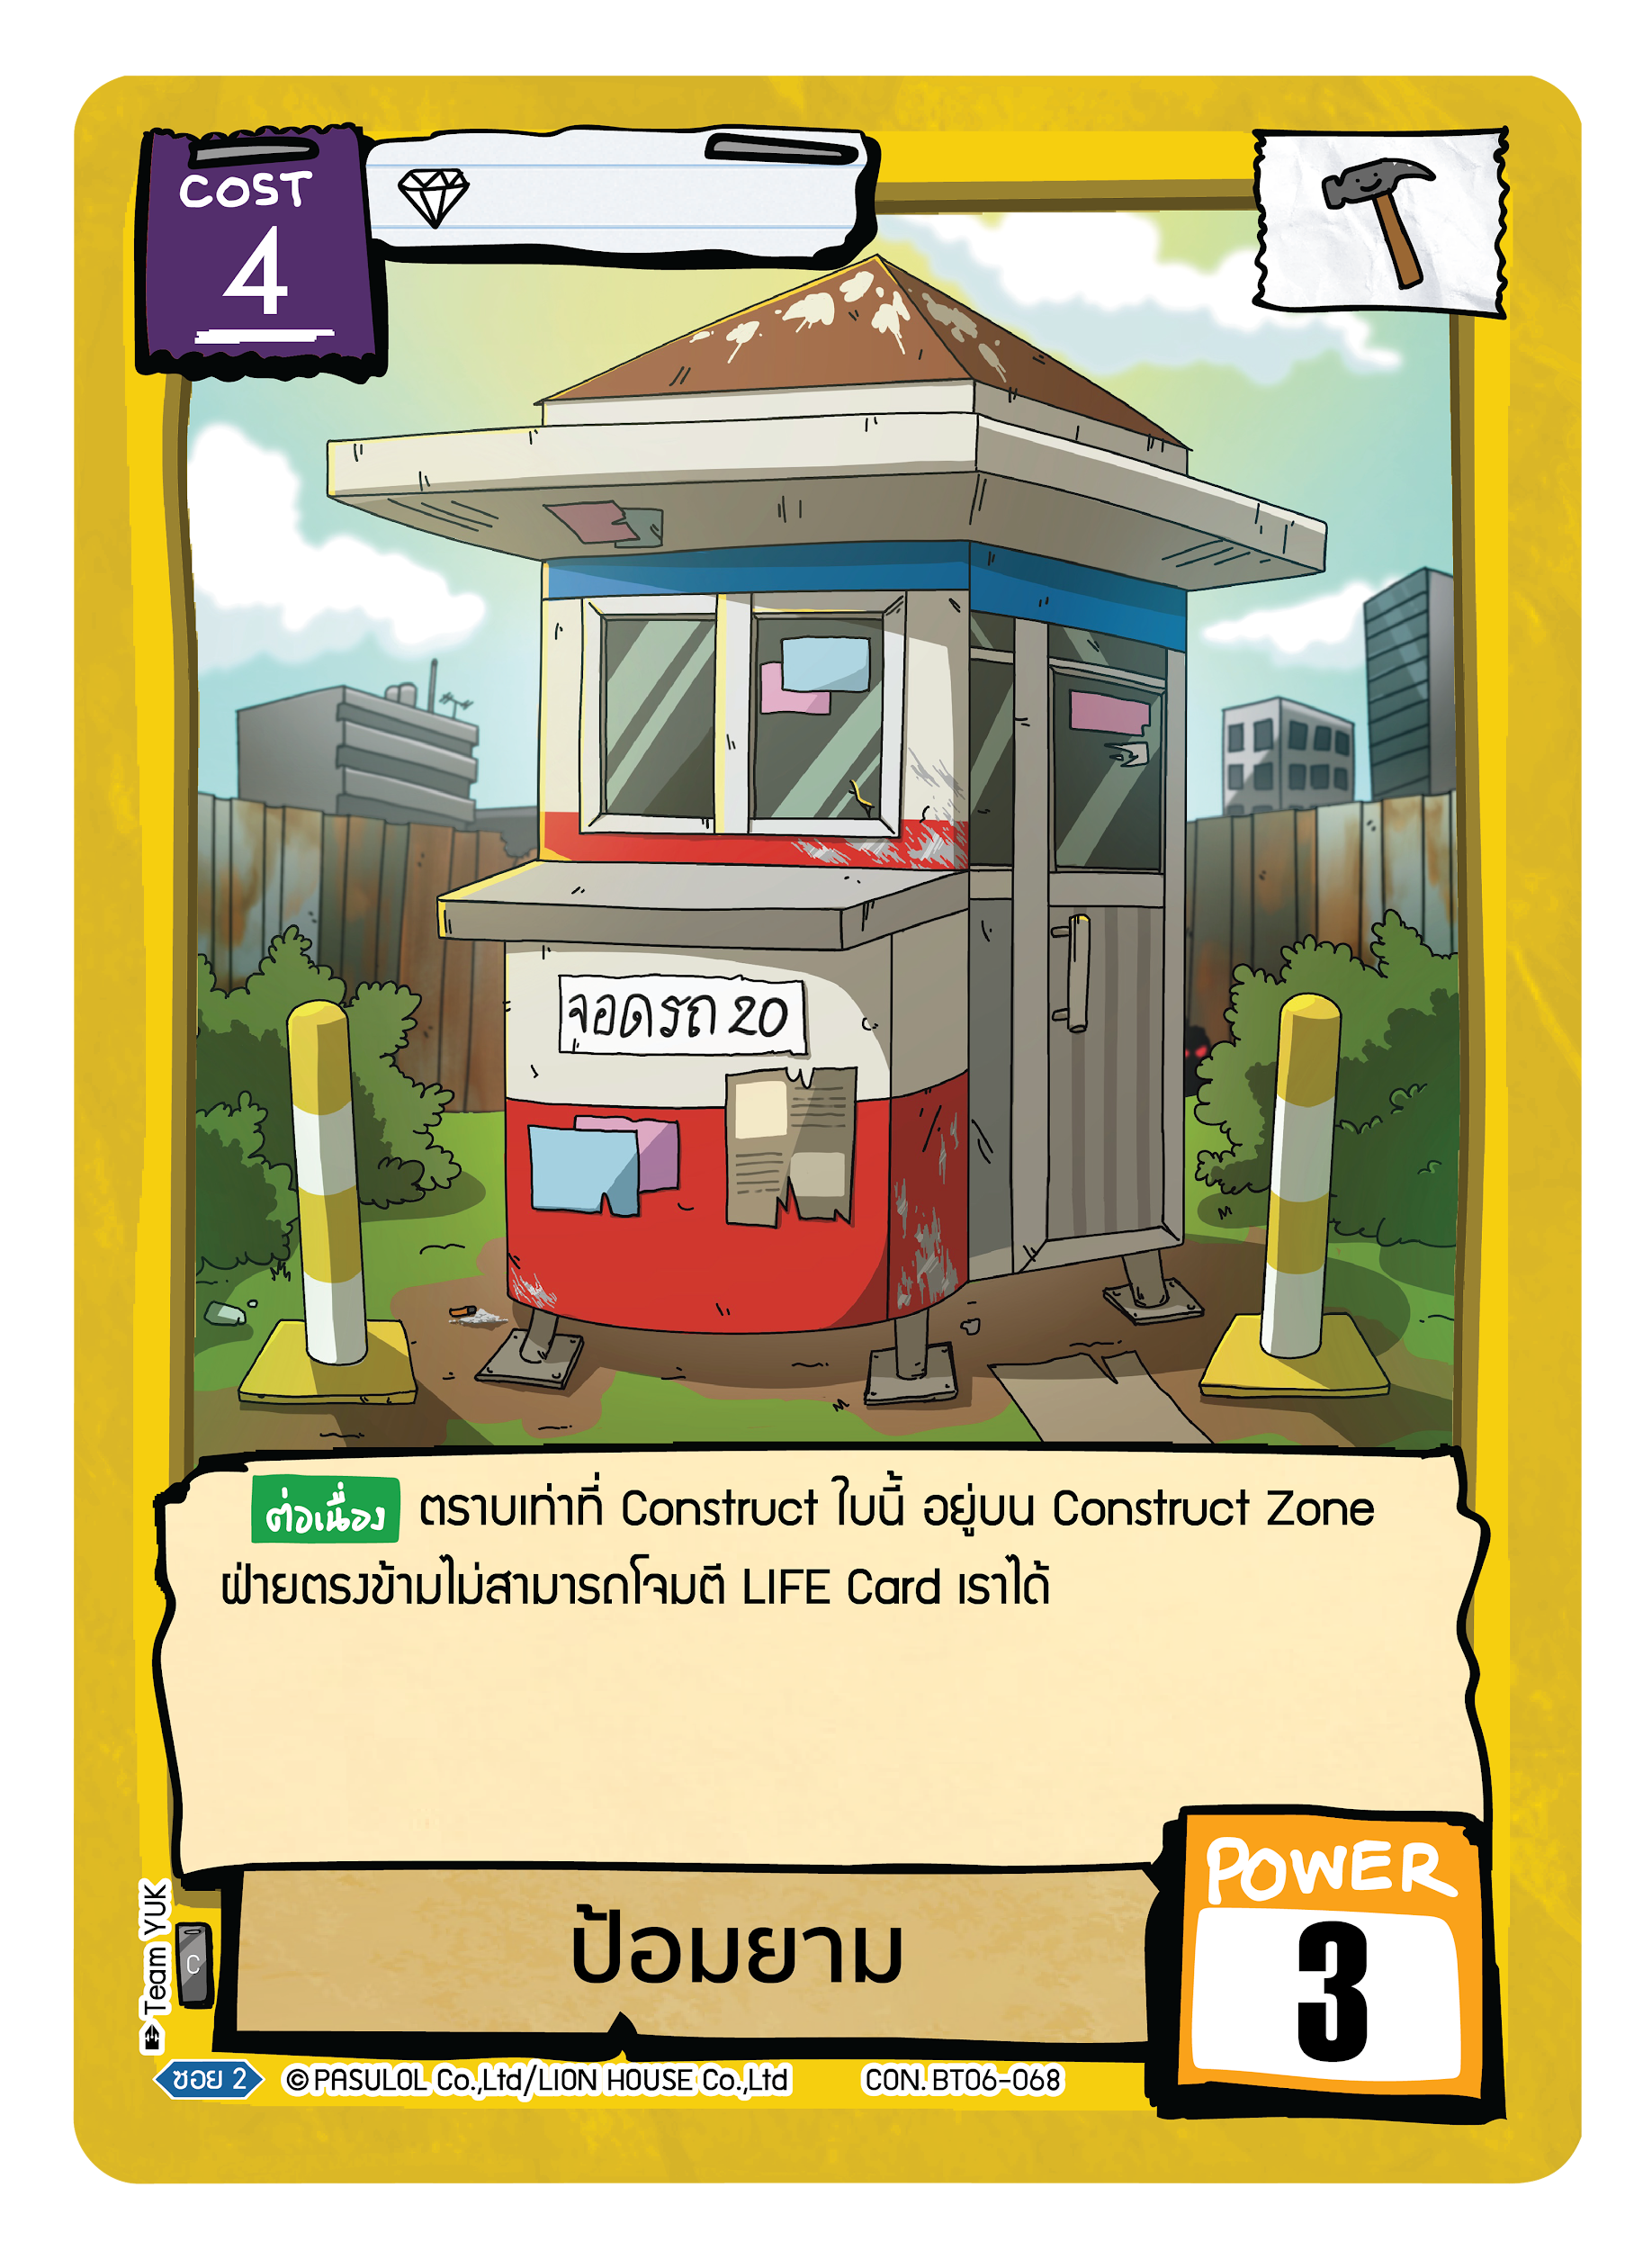 COST
4
จอดรถ 20
ต่อเนื่อง ตราบเท่าที่ Construct ใบนี้ อยู่บน Construct Zone
ฝ่ายตรงข้ามไม่สามารถโจมตี LIFE Card เราได้
POWER
3
ป้อมยาม
Team YUK
C
ซอย 2 © PASULOL Co.,Ltd/LION HOUSE Co.,Ltd CON. BT06-068